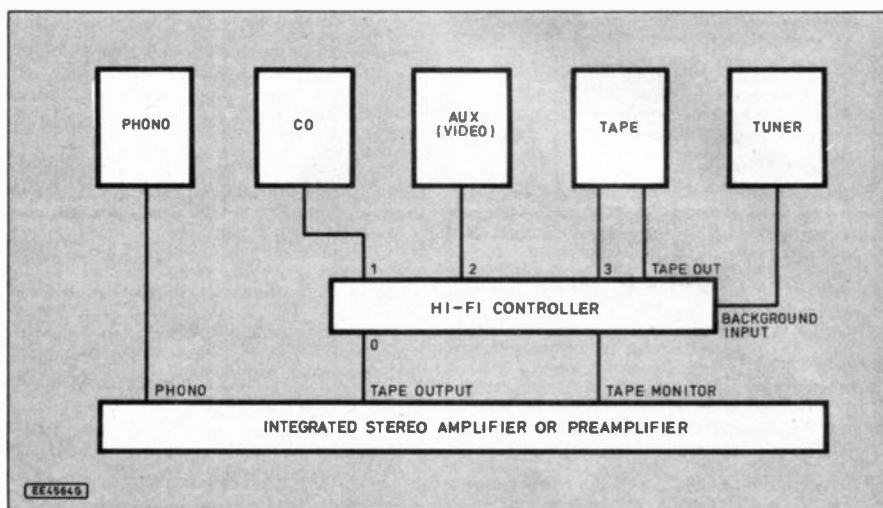 PHONO
CD
AUX
(VIDEO)
TAPE
TUNER
1
2
3
TAPE OUT
HI-FI CONTROLLER
BACKGROUND
INPUT
0
PHONO
TAPE OUTPUT
TAPE MONITOR
INTEGRATED STEREO AMPLIFIER OR PREAMPLIFIER
EE4564G